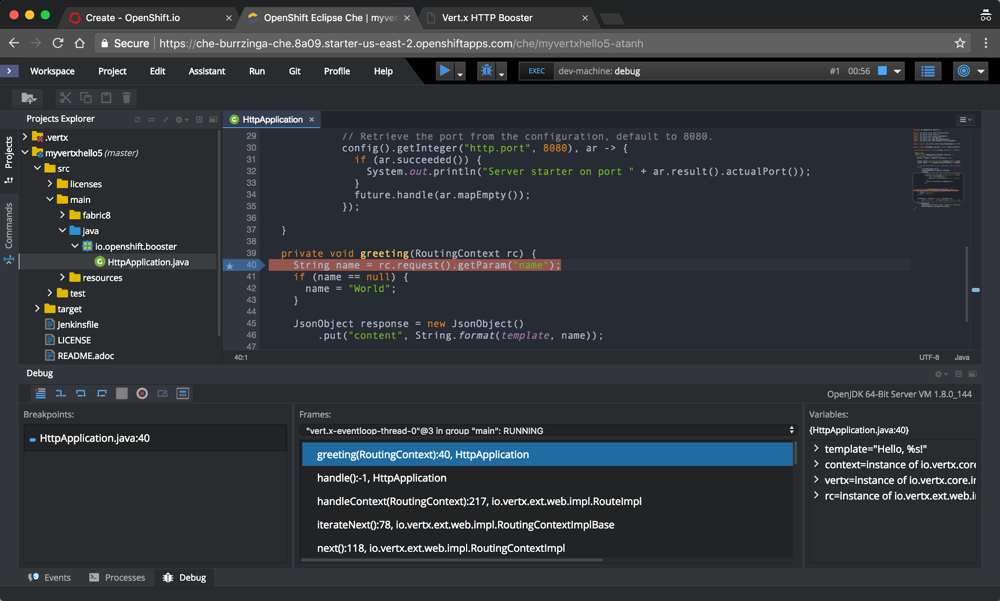 Create - OpenShift.io
OpenShift Eclipse Che | myver
Vert.x HTTP Booster
Secure https://che-burrzinga-che.8a09.starter-us-east-2.openshiftapps.com/che/myvertxhello5-atanh
Workspace Project Edit Assistant Run Git Profile Help
EXEC dev-machine: debug #1 00:56
Projects Explorer
Projects
Commands
.vertx
myvertxhello5 (master)
src
licenses
main
fabric8
java
io.openshift.booster
HttpApplication.java
resources
test
target
Jenkinsfile
LICENSE
README.adoc
HttpApplication
29 // Retrieve the port from the configuration, default to 8080.
30 config().getInteger("http.port", 8080), ar -> {
31 if (ar.succeeded()) {
32 System.out.println("Server starter on port " + ar.result().actualPort());
33 }
34 future.handle(ar.mapEmpty());
35 });
36
37 }
38
39 private void greeting(RoutingContext rc) {
40 String name = rc.request().getParam("name");
41 if (name == null) {
42 name = "World";
43 }
44
45 JsonObject response = new JsonObject()
46 .put("content", String.format(template, name));
47
40:1 UTF-8 Java
Debug
OpenJDK 64-Bit Server VM 1.8.0_144
Breakpoints:
HttpApplication.java:40
Frames:
"vert.x-eventloop-thread-0"@3 in group "main": RUNNING
greeting(RoutingContext):40, HttpApplication
handle():-1, HttpApplication
handleContext(RoutingContext):217, io.vertx.ext.web.impl.RouteImpl
iterateNext():78, io.vertx.ext.web.impl.RoutingContextImplBase
next():118, io.vertx.ext.web.impl.RoutingContextImpl
Variables:
{HttpApplication.java:40}
template="Hello, %s!"
context=instance of io.vertx.core
vertx=instance of io.vertx.core.i
rc=instance of io.vertx.ext.web.i
3 Events Processes Debug